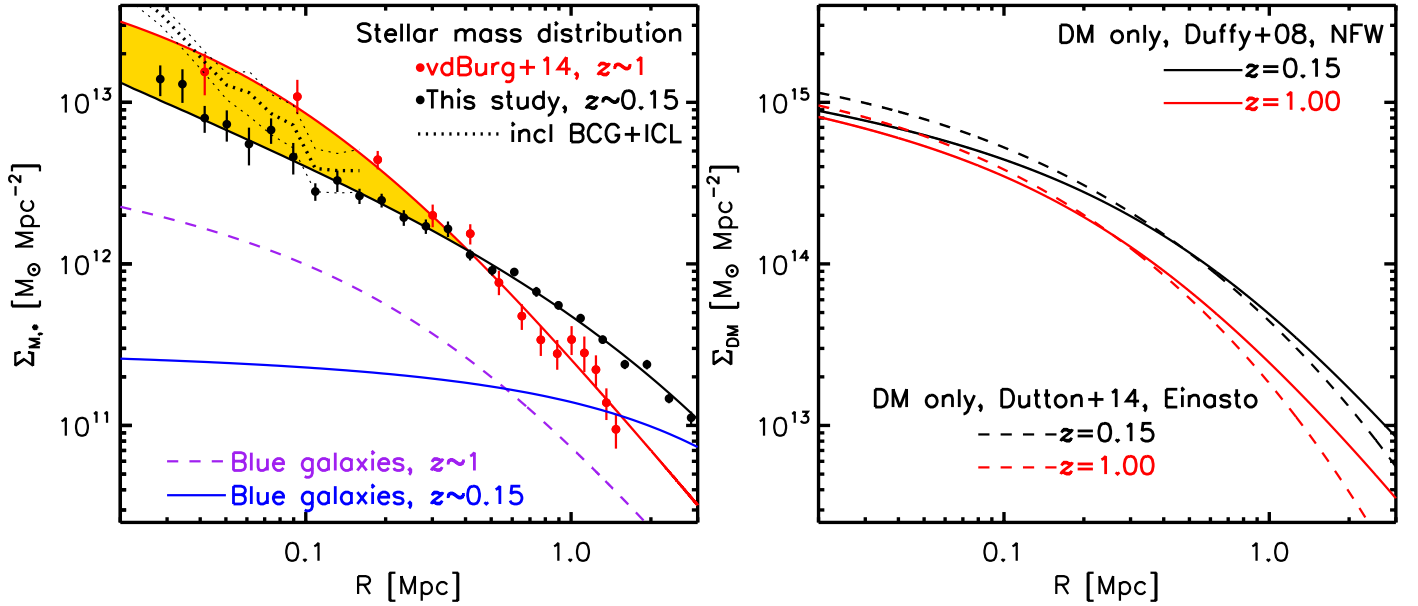 Stellar mass distribution
vdBurg+14, z~1
This study, z~0.15
incl BCG+ICL
10^13
10^12
10^11
Σ_M,* [M_⊙ Mpc^-2]
Blue galaxies, z~1
Blue galaxies, z~0.15
0.1
1.0
R [Mpc]
DM only, Duffy+08, NFW
z=0.15
z=1.00
10^15
10^14
10^13
Σ_DM [M_⊙ Mpc^-2]
DM only, Dutton+14, Einasto
z=0.15
z=1.00
0.1
1.0
R [Mpc]